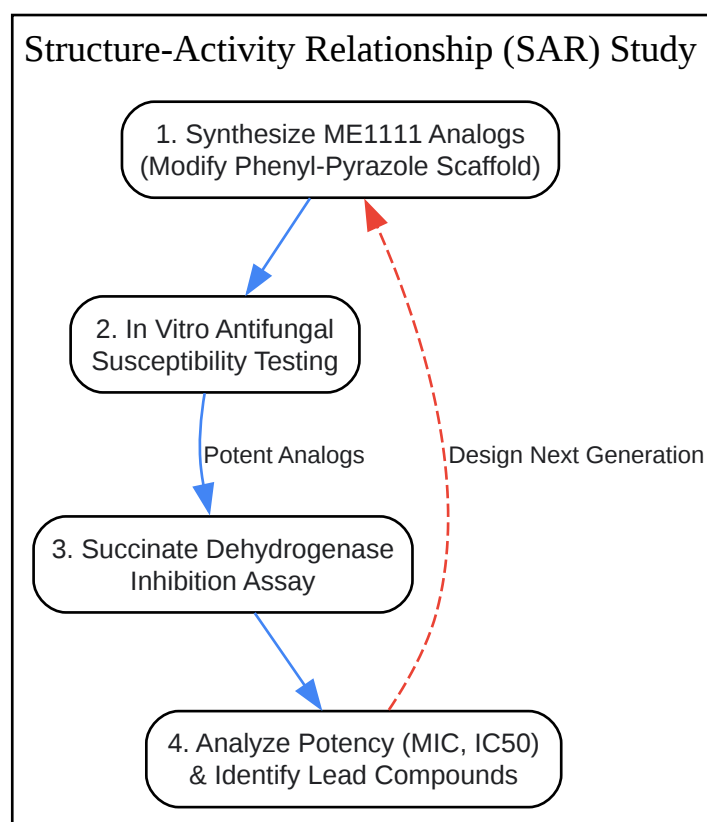 Structure-Activity Relationship (SAR) Study
1. Synthesize ME1111 Analogs
(Modify Phenyl-Pyrazole Scaffold)
2. In Vitro Antifungal
Susceptibility Testing
Potent Analogs
Design Next Generation
3. Succinate Dehydrogenase
Inhibition Assay
4. Analyze Potency (MIC, IC50)
& Identify Lead Compounds